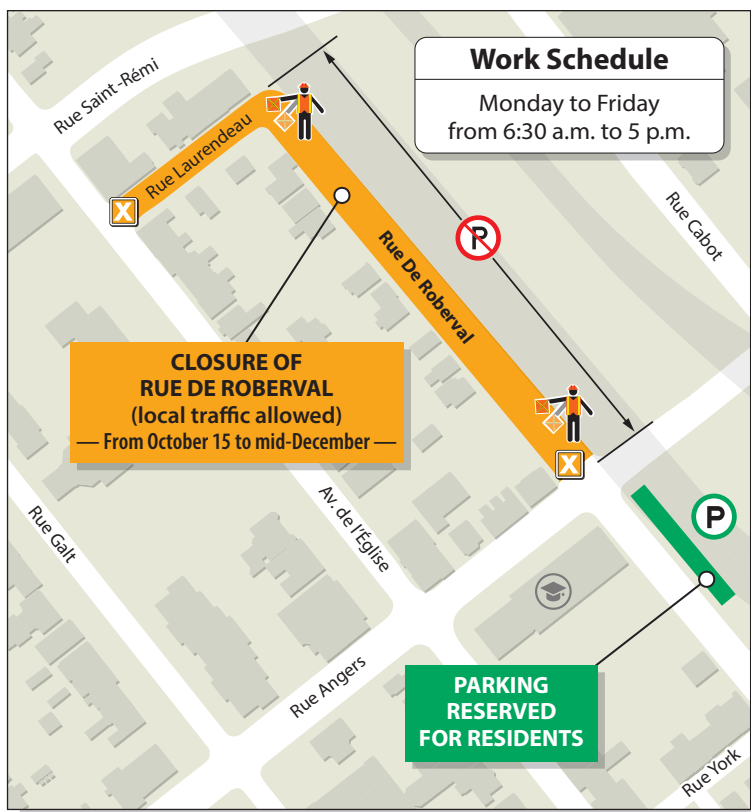 Work Schedule
Monday to Friday
from 6:30 a.m. to 5 p.m.
Rue Saint-Rémi
Rue Laurendeau
X
Rue Cabot
P
Rue De Roberval
CLOSURE OF
RUE DE ROBERVAL
(local traffic allowed)
— From October 15 to mid-December —
X
Rue Galt
Av. de l'Église
P
Rue Angers
PARKING
RESERVED
FOR RESIDENTS
Rue York